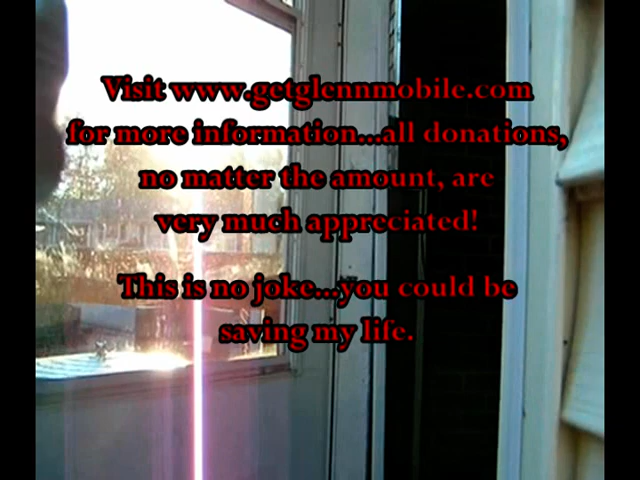 Visit www.getglennmobile.com
for more information...all donations,
no matter the amount, are
very much appreciated!
This is no joke...you could be
saving my life.